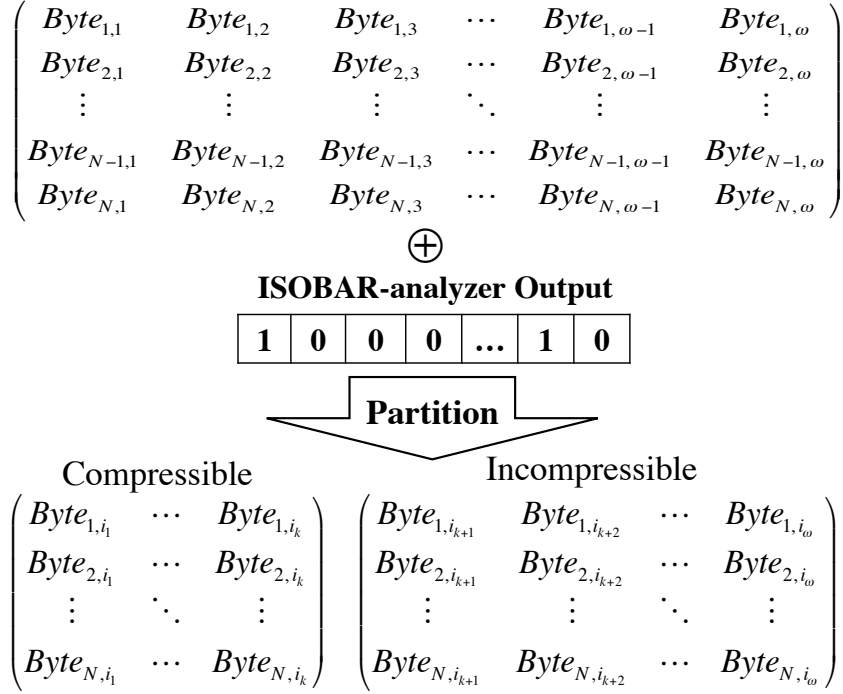 Byte_{1,1} Byte_{1,2} Byte_{1,3} ⋯ Byte_{1,ω−1} Byte_{1,ω}
Byte_{2,1} Byte_{2,2} Byte_{2,3} ⋯ Byte_{2,ω−1} Byte_{2,ω}
⋮ ⋮ ⋮ ⋱ ⋮ ⋮
Byte_{N−1,1} Byte_{N−1,2} Byte_{N−1,3} ⋯ Byte_{N−1,ω−1} Byte_{N−1,ω}
Byte_{N,1} Byte_{N,2} Byte_{N,3} ⋯ Byte_{N,ω−1} Byte_{N,ω}
⊕
ISOBAR-analyzer Output
1 0 0 0 ... 1 0
Partition
Compressible Incompressible
Byte_{1,i_1} ⋯ Byte_{1,i_k} Byte_{1,i_{k+1}} Byte_{1,i_{k+2}} ⋯ Byte_{1,i_ω}
Byte_{2,i_1} ⋯ Byte_{2,i_k} Byte_{2,i_{k+1}} Byte_{2,i_{k+2}} ⋯ Byte_{2,i_ω}
⋮ ⋱ ⋮ ⋮ ⋮ ⋱ ⋮
Byte_{N,i_1} ⋯ Byte_{N,i_k} Byte_{N,i_{k+1}} Byte_{N,i_{k+2}} ⋯ Byte_{N,i_ω}